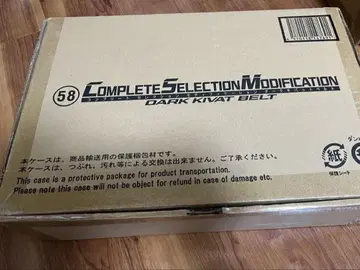 58 COMPLETE SELECTION MODIFICATION
DARK KIVAT BELT
本ケースは、商品輸送用の保護梱包材です。
本ケースは、つぶれ、汚れ等による交換は出来ません。ご了承ください。
This case is a protective package for product transportation.
Please note this case will not be object for refund in case of damage etc.
ダン
紙